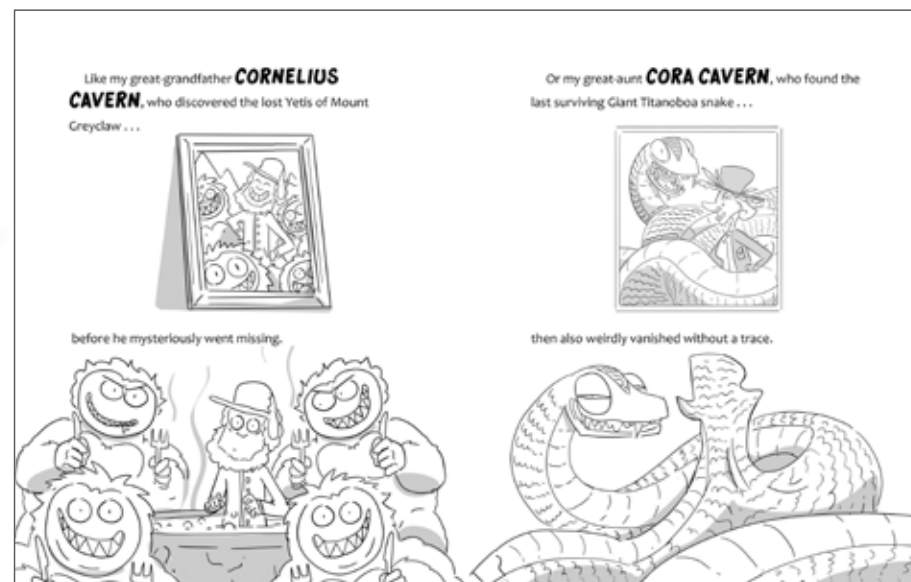 Like my great-grandfather CORNELIUS
CAVERN, who discovered the lost Yetis of Mount
Greyclaw . . .
before he mysteriously went missing.
Or my great-aunt CORA CAVERN, who found the
last surviving Giant Titanoboa snake . . .
then also weirdly vanished without a trace.